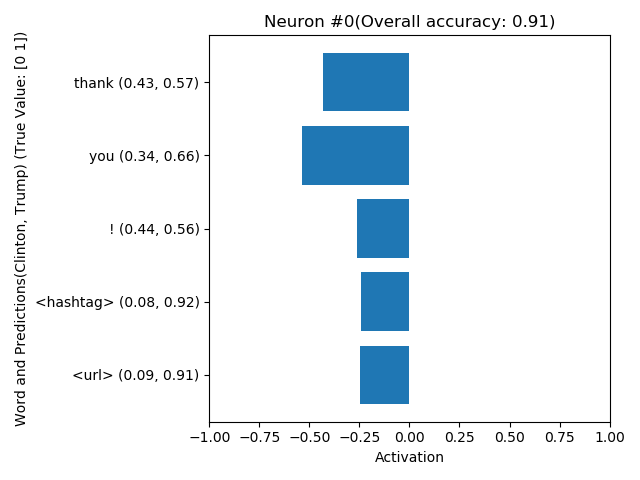 Neuron #0(Overall accuracy: 0.91)
Word and Predictions(Clinton, Trump) (True Value: [0 1])
thank (0.43, 0.57)
you (0.34, 0.66)
! (0.44, 0.56)
<hashtag> (0.08, 0.92)
<url> (0.09, 0.91)
−1.00 −0.75 −0.50 −0.25 0.00 0.25 0.50 0.75 1.00
Activation